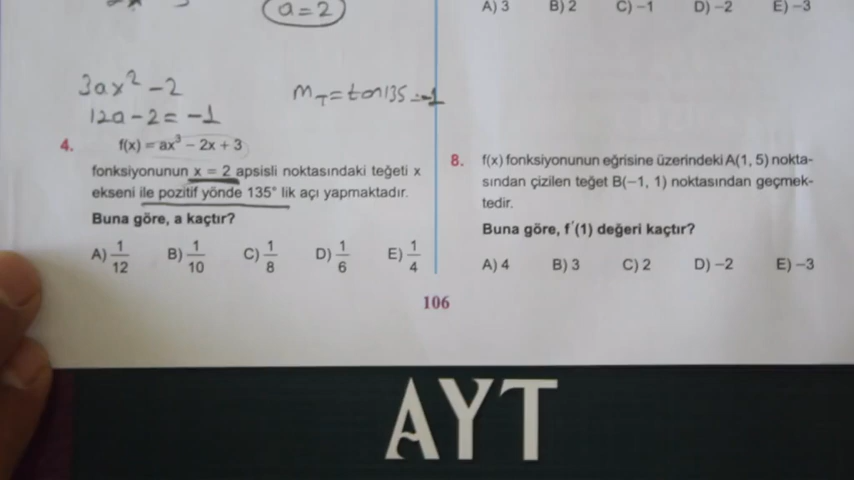 a = 2
3ax² - 2
12a - 2 = -1
m_T = tan135 = -1
4. f(x) = ax³ – 2x + 3
fonksiyonunun x = 2 apsisli noktasındaki teğeti x
ekseni ile pozitif yönde 135° lik açı yapmaktadır.
Buna göre, a kaçtır?
A) 1/12 B) 1/10 C) 1/8 D) 1/6 E) 1/4
A) 3 B) 2 C) –1 D) –2 E) –3
8. f(x) fonksiyonunun eğrisine üzerindeki A(1, 5) nokta-
sından çizilen teğet B(–1, 1) noktasından geçmek-
tedir.
Buna göre, f'(1) değeri kaçtır?
A) 4 B) 3 C) 2 D) –2 E) –3
106
AYT